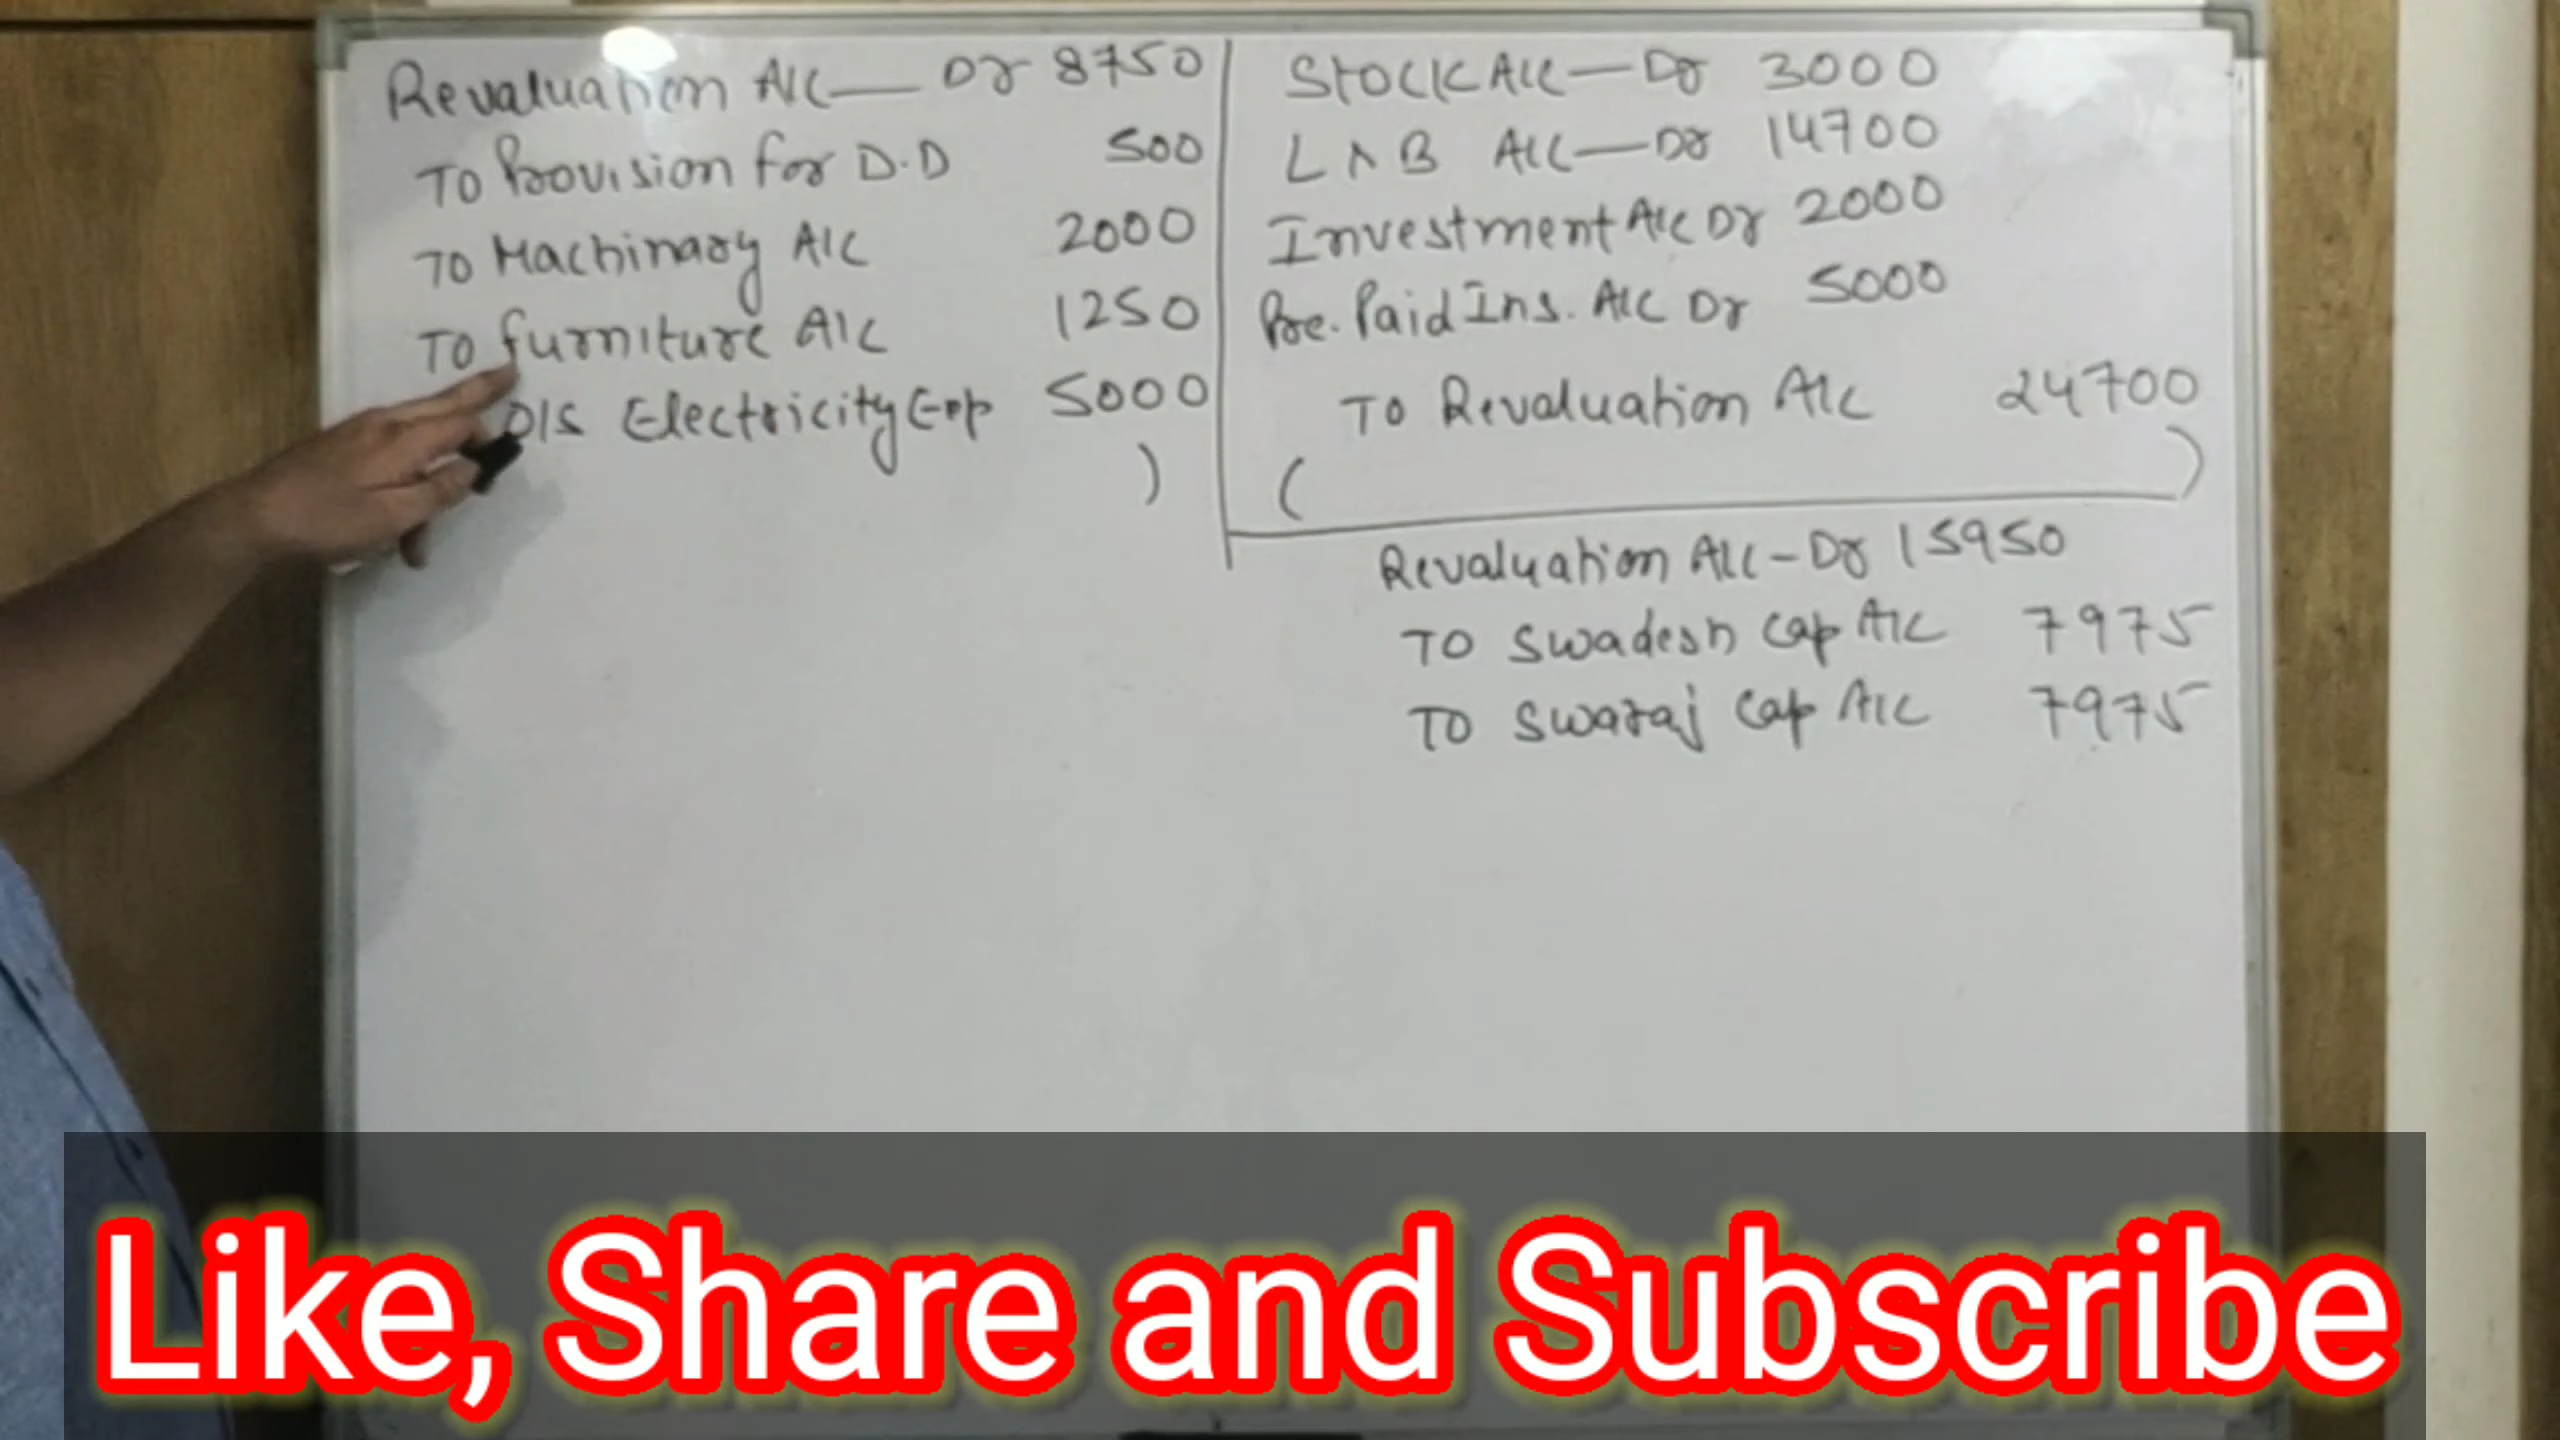 Revaluation A/C — Dr 8750
TO Provision for D.D 500
TO Machinary A/C 2000
TO furniture A/C 1250
O/S Electricity Exp 5000
)
Stock A/C — Dr 3000
L & B A/C — Dr 14700
Investment A/C Dr 2000
Pre. Paid Ins. A/C Dr 5000
TO Revaluation A/C 24700
( )
Revaluation A/C - Dr 15950
TO Swadesh Cap A/C 7975
TO Swaraj Cap A/C 7975
Like, Share and Subscribe